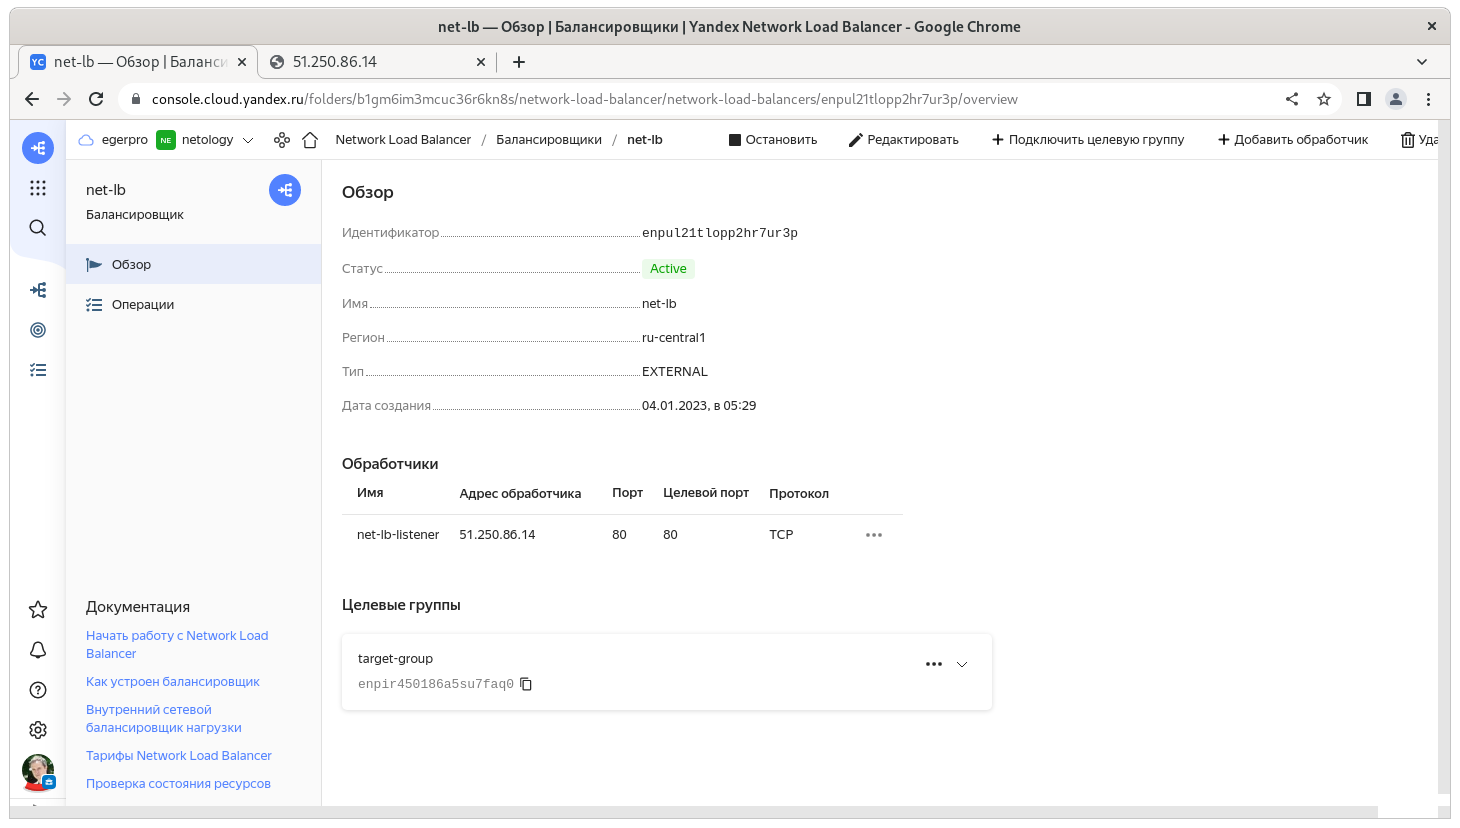 net-lb — Обзор | Балансировщики | Yandex Network Load Balancer - Google Chrome
net-lb — Обзор | Баланси
51.250.86.14
console.cloud.yandex.ru/folders/b1gm6im3mcuc36r6kn8s/network-load-balancer/network-load-balancers/enpul21tlopp2hr7ur3p/overview
egerpro NE netology Network Load Balancer / Балансировщики / net-lb Остановить Редактировать Подключить целевую группу Добавить обработчик Уда
net-lb
Балансировщик
Обзор
Операции
Документация
Начать работу с Network Load
Balancer
Как устроен балансировщик
Внутренний сетевой
балансировщик нагрузки
Тарифы Network Load Balancer
Проверка состояния ресурсов
Обзор
Идентификатор enpul21tlopp2hr7ur3p
Статус Active
Имя net-lb
Регион ru-central1
Тип EXTERNAL
Дата создания 04.01.2023, в 05:29
Обработчики
Имя Адрес обработчика Порт Целевой порт Протокол
net-lb-listener 51.250.86.14 80 80 TCP
Целевые группы
target-group
enpir450186a5su7faq0